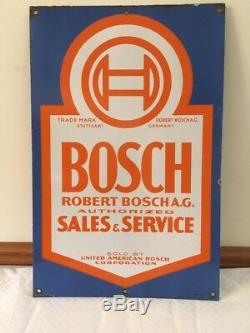 TRADE MARK ROBERT BOSCH A.G.
STUTTGART GERMANY
BOSCH
ROBERT BOSCH A.G.
AUTHORIZED
SALES & SERVICE
SOLD BY
UNITED AMERICAN BOSCH
CORPORATION